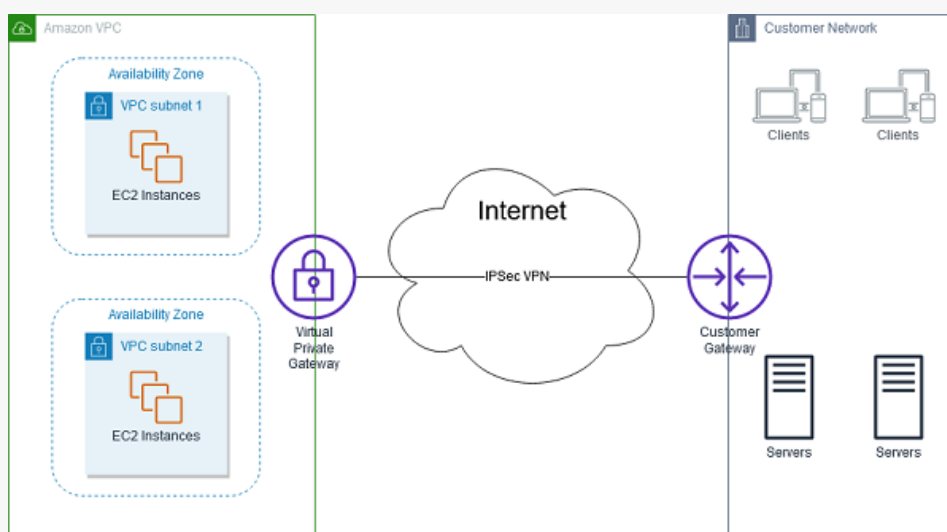 Amazon VPC
Customer Network
Availability Zone
VPC subnet 1
EC2 Instances
Clients
Clients
Internet
IPSec VPN
Virtual
Private
Gateway
Customer
Gateway
Availability Zone
VPC subnet 2
EC2 Instances
Servers
Servers